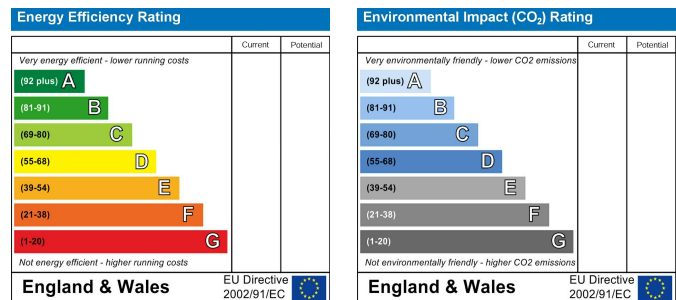 Energy Efficiency Rating
Current Potential
Very energy efficient - lower running costs
(92 plus) A
(81-91) B
(69-80) C
(55-68) D
(39-54) E
(21-38) F
(1-20) G
Not energy efficient - higher running costs
England & Wales
EU Directive
2002/91/EC
Environmental Impact (CO₂) Rating
Current Potential
Very environmentally friendly - lower CO2 emissions
(92 plus) A
(81-91) B
(69-80) C
(55-68) D
(39-54) E
(21-38) F
(1-20) G
Not environmentally friendly - higher CO2 emissions
England & Wales
EU Directive
2002/91/EC